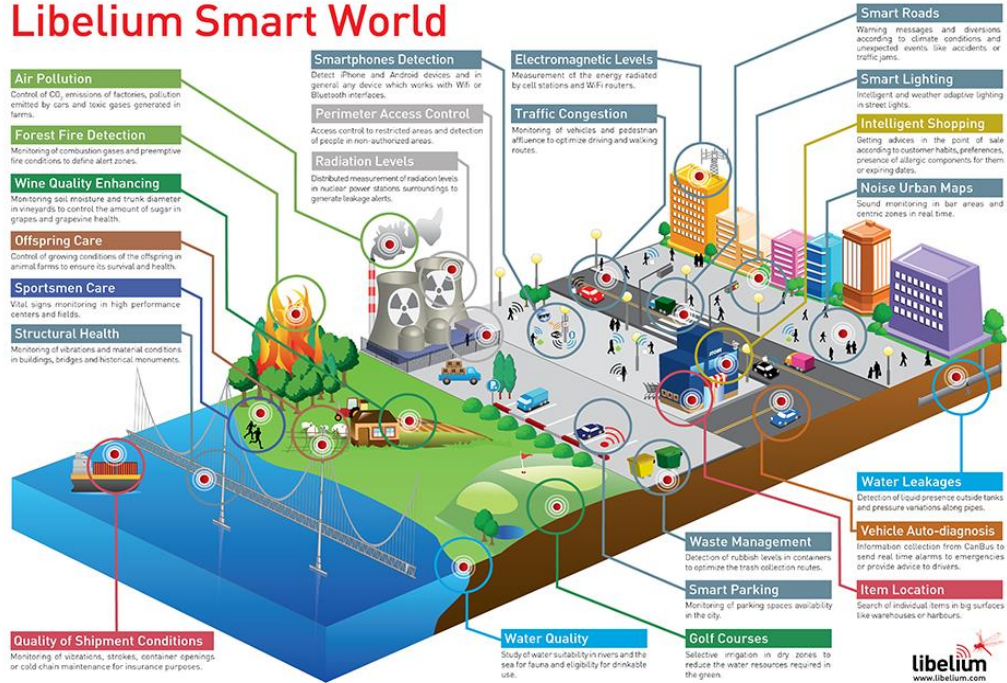 Libelium Smart World
Air Pollution
Control of CO₂ emissions of factories, pollution
emitted by cars and toxic gases generated in
farms.
Forest Fire Detection
Monitoring of combustion gases and preemptive
fire conditions to define alert zones.
Wine Quality Enhancing
Monitoring soil moisture and trunk diameter
in vineyards to control the amount of sugar in
grapes and grapevine health.
Offspring Care
Control of growing conditions of the offspring in
animal farms to ensure its survival and health.
Sportsmen Care
Vital signs monitoring in high performance
centers and fields.
Structural Health
Monitoring of vibrations and material conditions
in buildings, bridges and historical monuments.
Quality of Shipment Conditions
Monitoring of vibrations, strokes, container openings
or cold chain maintenance for insurance purposes.
Smartphones Detection
Detect iPhone and Android devices and in
general any device which works with Wifi or
Bluetooth interfaces.
Perimeter Access Control
Access control to restricted areas and detection
of people in non-authorized areas.
Radiation Levels
Distributed measurement of radiation levels
in nuclear power stations surroundings to
generate leakage alerts.
Electromagnetic Levels
Measurement of the energy radiated
by cell stations and WiFi routers.
Traffic Congestion
Monitoring of vehicles and pedestrian
affluence to optimize driving and walking
routes.
Smart Roads
Warning messages and diversions
according to climate conditions and
unexpected events like accidents or
traffic jams.
Smart Lighting
Intelligent and weather adaptive lighting
in street lights.
Intelligent Shopping
Getting advices in the point of sale
according to customer habits, preferences,
presence of allergic components for them
or expiring dates.
Noise Urban Maps
Sound monitoring in bar areas and
centric zones in real time.
Water Leakages
Detection of liquid presence outside tanks
and pressure variations along pipes.
Vehicle Auto-diagnosis
Information collection from CanBus to
send real time alarms to emergencies
or provide advice to drivers.
Item Location
Search of individual items in big surfaces
like warehouses or harbours.
Waste Management
Detection of rubbish levels in containers
to optimize the trash collection routes.
Smart Parking
Monitoring of parking spaces availability
in the city.
Golf Courses
Selective irrigation in dry zones to
reduce the water resources required in
the green.
Water Quality
Study of water suitability in rivers and the
sea for fauna and eligibility for drinkable
use.
P
libelium
www.libelium.com